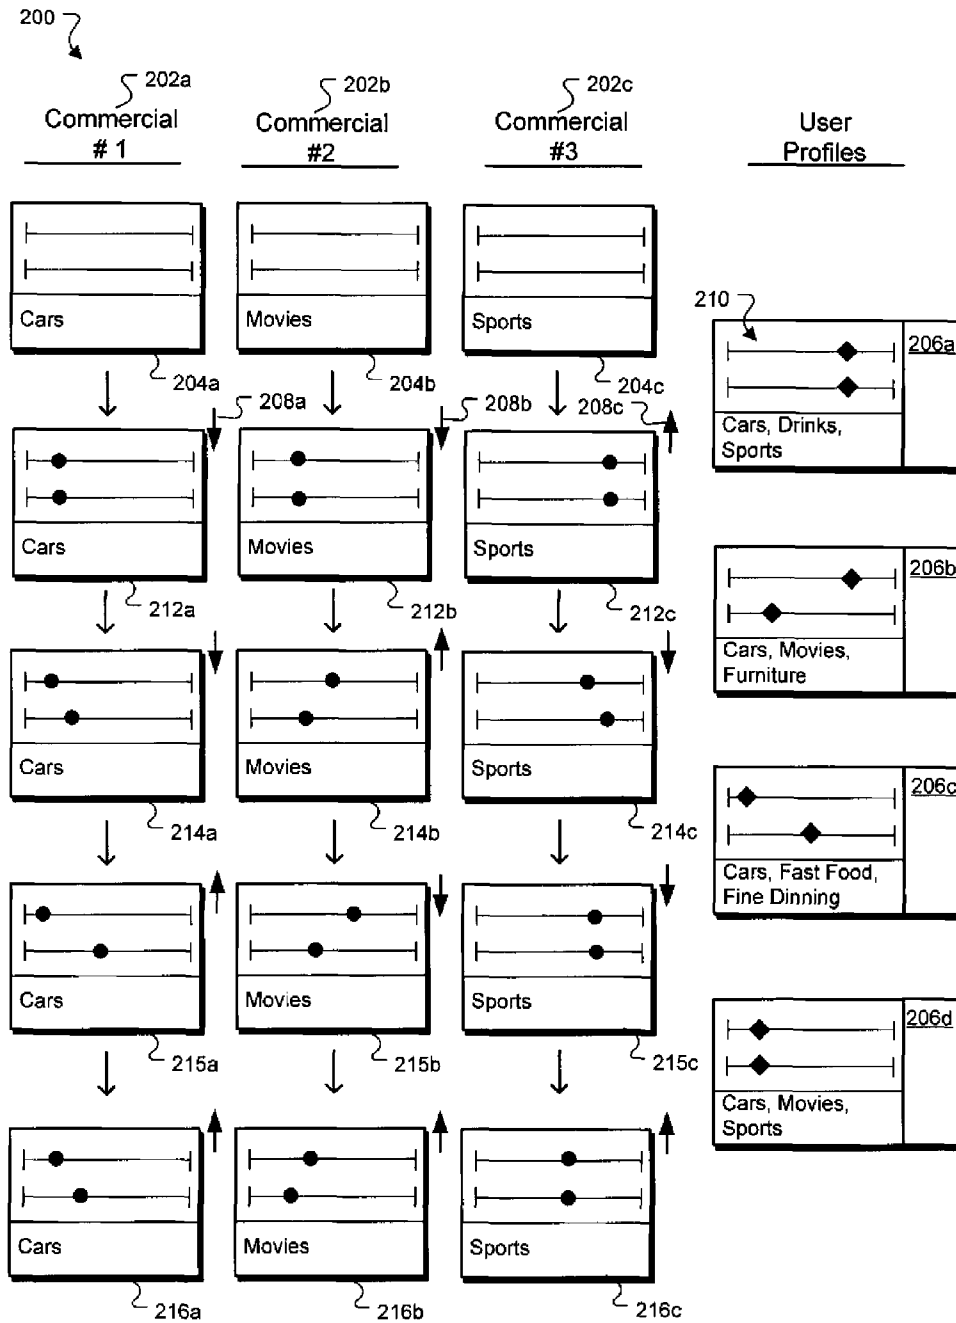 200
202a
202b
202c
Commercial
# 1
Commercial
#2
Commercial
#3
User
Profiles
Cars
Movies
Sports
204a
204b
204c
210
206a
Cars, Drinks,
Sports
208a
208b
208c
Cars
Movies
Sports
212a
212b
212c
206b
Cars, Movies,
Furniture
Cars
Movies
Sports
214a
214b
214c
206c
Cars, Fast Food,
Fine Dinning
Cars
Movies
Sports
215a
215b
215c
206d
Cars, Movies,
Sports
Cars
Movies
Sports
216a
216b
216c